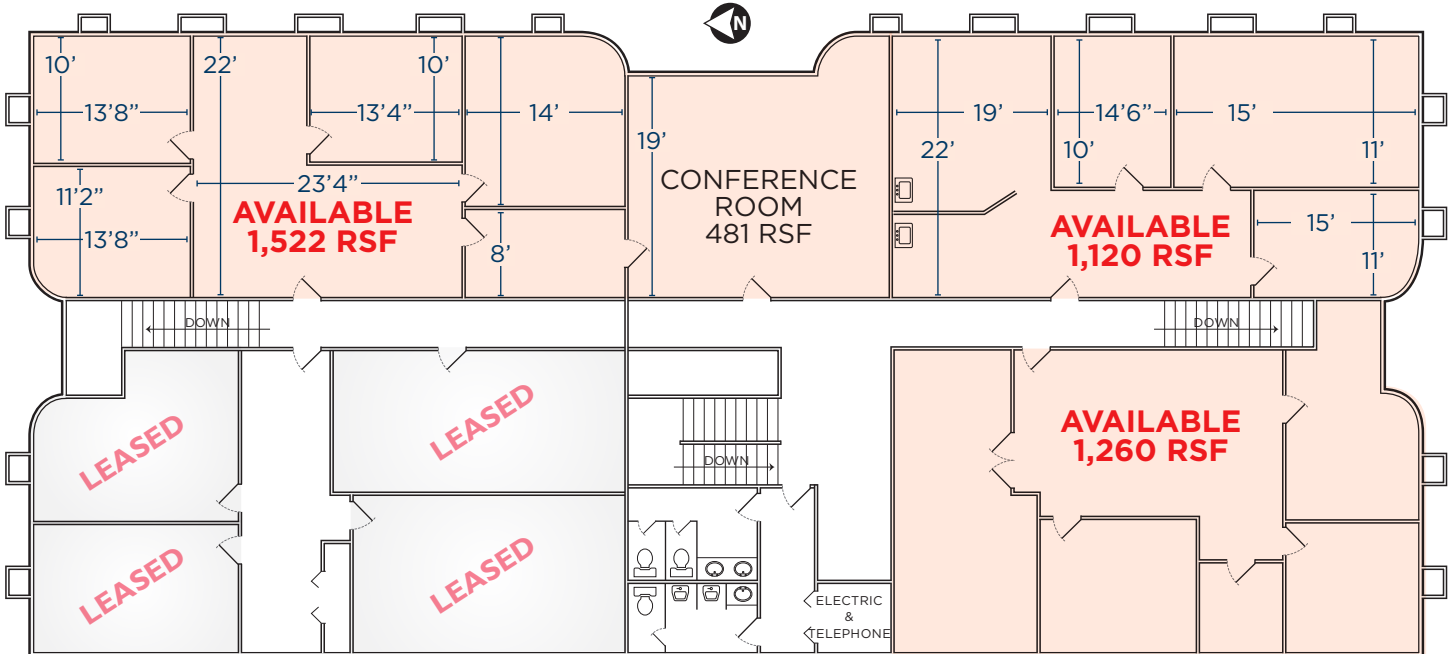 N
10’
22’
10’
13’8”
13’4”
14’
19’
14’6”
15’
19’
22’
10’
11’
11’2”
23’4”
13’8”
8’
15’
11’
AVAILABLE
1,522 RSF
CONFERENCE
ROOM
481 RSF
AVAILABLE
1,120 RSF
DOWN
DOWN
LEASED
LEASED
AVAILABLE
1,260 RSF
DOWN
LEASED
LEASED
ELECTRIC
&
TELEPHONE